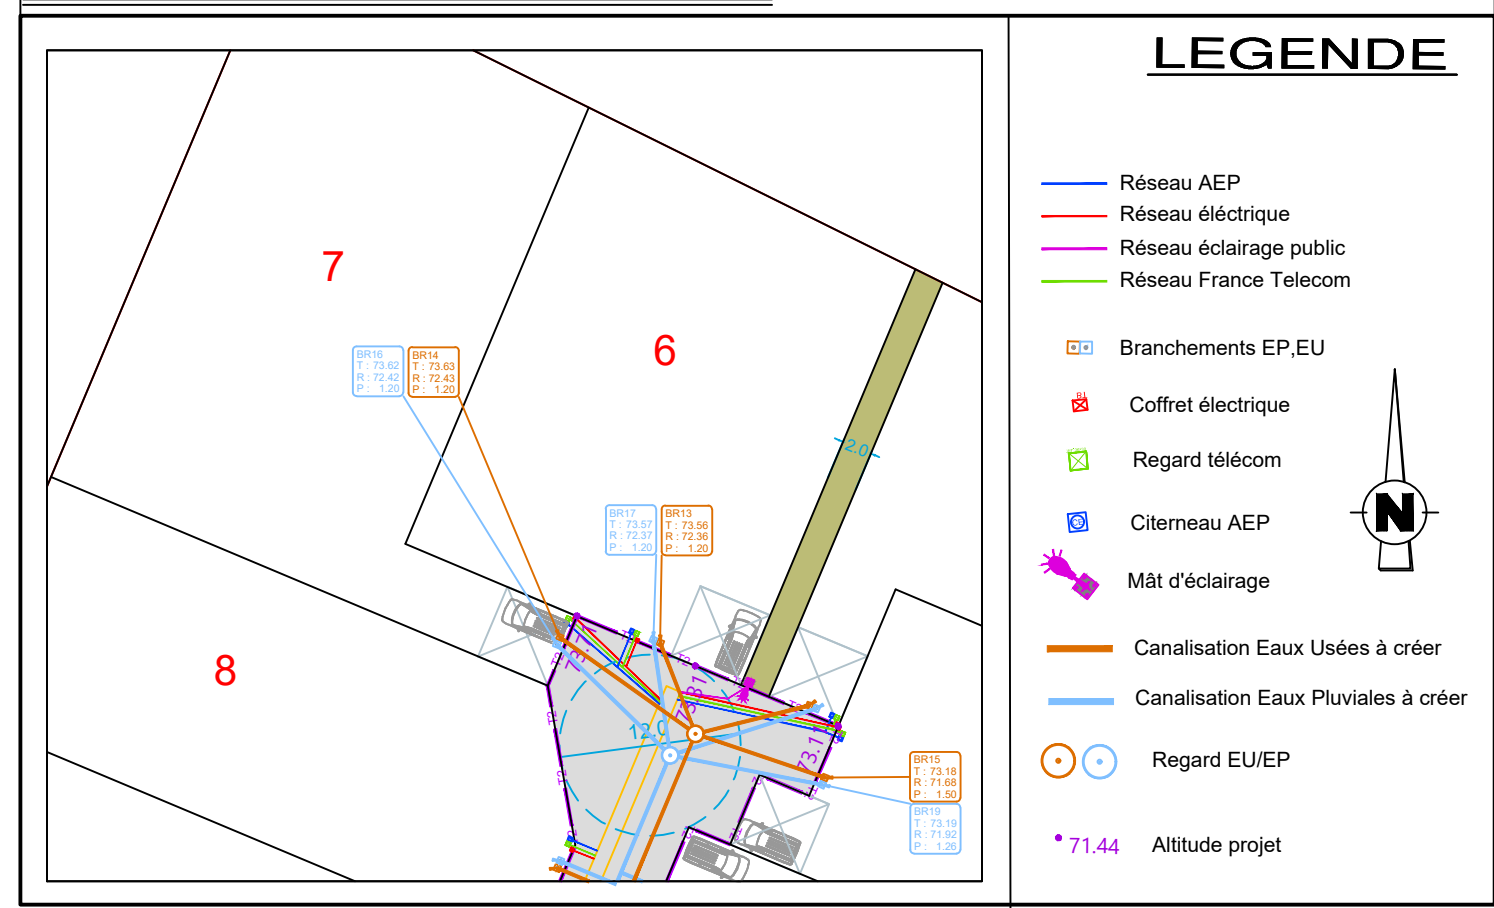 LEGENDE
Réseau AEP
Réseau éléctrique
Réseau éclairage public
Réseau France Telecom
Branchements EP,EU
Coffret électrique
Regard télécom
Citerneau AEP
N
Mât d'éclairage
Canalisation Eaux Usées à créer
Canalisation Eaux Pluviales à créer
Regard EU/EP
71.44
Altitude projet
7
6
8
BR16
T : 73.62
R : 72.42
P : 1.20
BR14
T : 73.63
R : 72.43
P : 1.20
BR17
T : 73.57
R : 72.37
P : 1.20
BR13
T : 73.56
R : 72.36
P : 1.20
2.0
12.0
T2
T2
T2
BR15
T : 73.18
R : 71.68
P : 1.50
BR19
T : 73.19
R : 71.92
P : 1.26